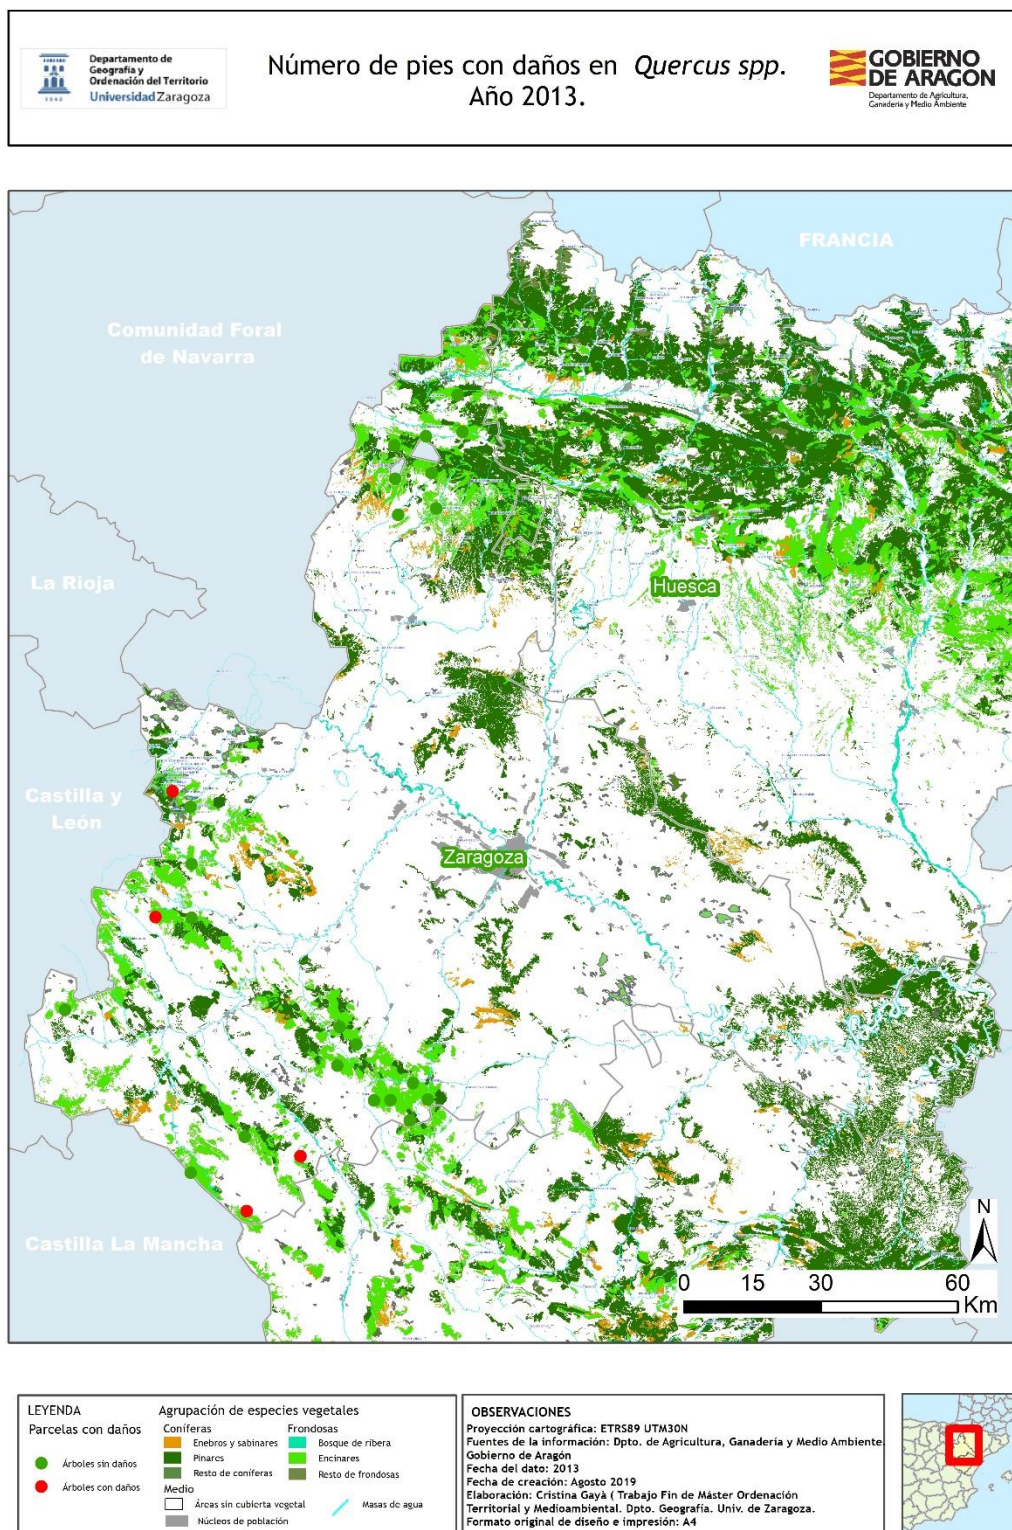 Departamento de
Geografía y
Ordenación del Territorio
Universidad Zaragoza
1542
Número de pies con daños en Quercus spp.
Año 2013.
GOBIERNO
DE ARAGON
Departamento de Agricultura,
Ganadería y Medio Ambiente
FRANCIA
Comunidad Foral
de Navarra
La Rioja
Huesca
Castilla y
León
Zaragoza
Castilla La Mancha
N
0 15 30 60
Km
LEYENDA
Parcelas con daños
Árboles sin daños
Árboles con daños
Agrupación de especies vegetales
Coníferas
Enebros y sabinares
Pinares
Resto de coníferas
Frondosas
Bosque de ribera
Encinares
Resto de frondosas
Medio
Áreas sin cubierta vegetal
Núcleos de población
Masas de agua
OBSERVACIONES
Proyección cartográfica: ETRS89 UTM30N
Fuentes de la información: Dpto. de Agricultura, Ganadería y Medio Ambiente.
Gobierno de Aragón
Fecha del dato: 2013
Fecha de creación: Agosto 2019
Elaboración: Cristina Gayà ( Trabajo Fin de Máster Ordenación
Territorial y Medioambiental. Dpto. Geografía. Univ. de Zaragoza.
Formato original de diseño e impresión: A4